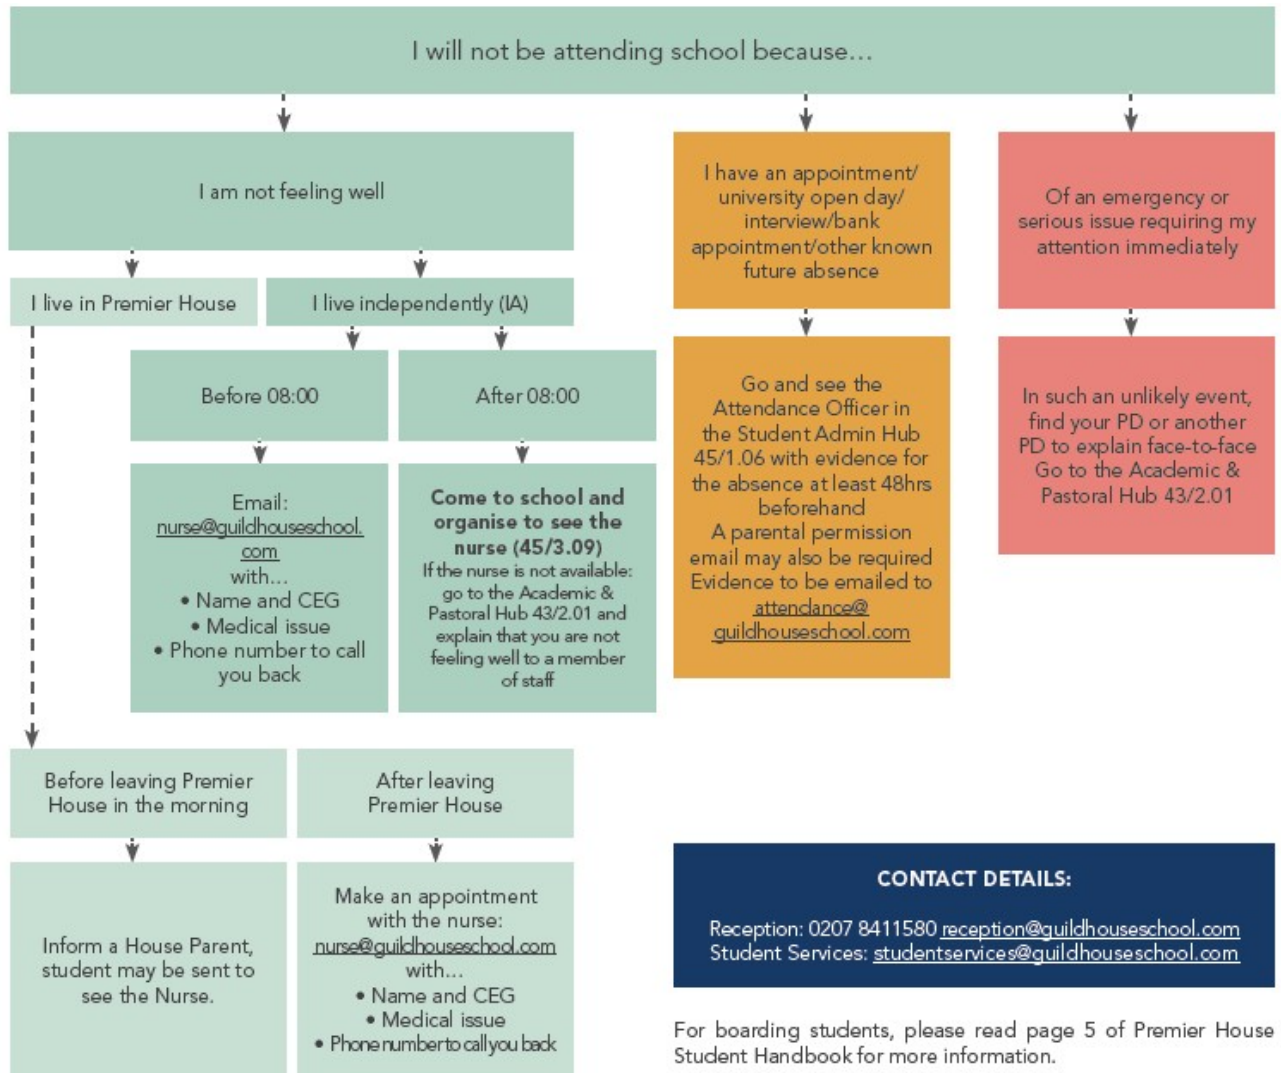 I will not be attending school because...
I am not feeling well
I live in Premier House
I live independently (IA)
Before 08:00
After 08:00
Email:
nurse@guildhouseschool.
com
with...
• Name and CEG
• Medical issue
• Phone number to call
you back
Come to school and
organise to see the
nurse (45/3.09)
If the nurse is not available:
go to the Academic &
Pastoral Hub 43/2.01 and
explain that you are not
feeling well to a member
of staff
Before leaving Premier
House in the morning
After leaving
Premier House
Inform a House Parent,
student may be sent to
see the Nurse.
Make an appointment
with the nurse:
nurse@guildhouseschool.com
with...
• Name and CEG
• Medical issue
• Phone number to call you back
I have an appointment/
university open day/
interview/bank
appointment/other known
future absence
Go and see the
Attendance Officer in
the Student Admin Hub
45/1.06 with evidence for
the absence at least 48hrs
beforehand
A parental permission
email may also be required
Evidence to be emailed to
attendance@
guildhouseschool.com
Of an emergency or
serious issue requiring my
attention immediately
In such an unlikely event,
find your PD or another
PD to explain face-to-face
Go to the Academic &
Pastoral Hub 43/2.01
CONTACT DETAILS:
Reception: 0207 8411580 reception@guildhouseschool.com
Student Services: studentservices@guildhouseschool.com
For boarding students, please read page 5 of Premier House
Student Handbook for more information.